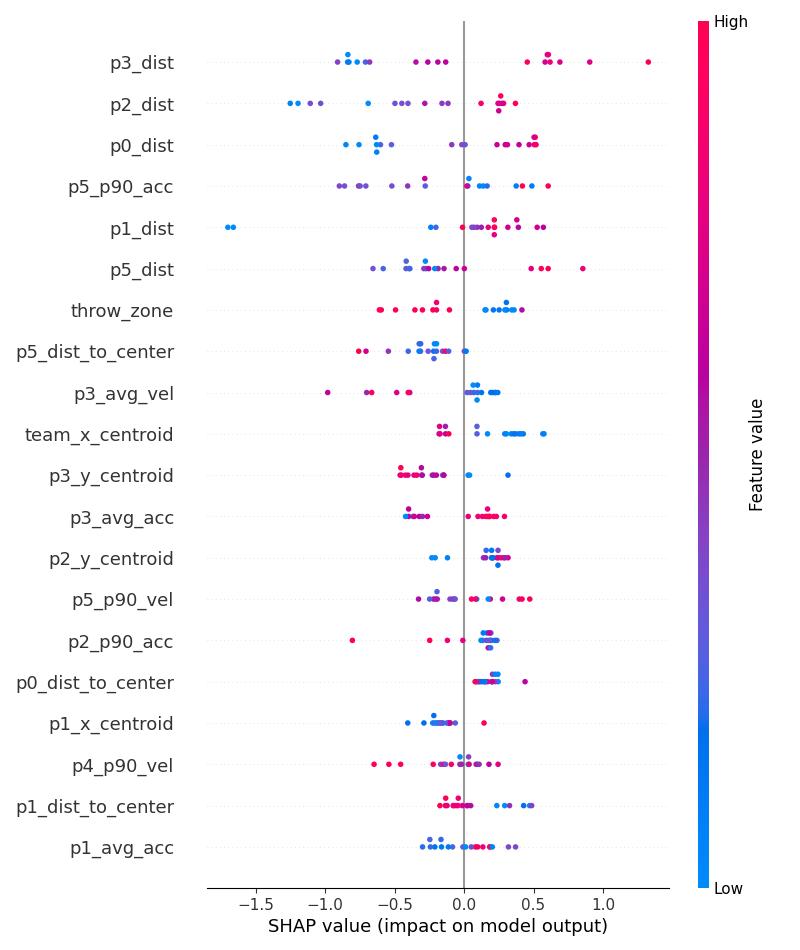 High
p3_dist
p2_dist
p0_dist
p5_p90_acc
p1_dist
p5_dist
throw_zone
p5_dist_to_center
p3_avg_vel
team_x_centroid
p3_y_centroid
p3_avg_acc
p2_y_centroid
p5_p90_vel
p2_p90_acc
p0_dist_to_center
p1_x_centroid
p4_p90_vel
p1_dist_to_center
p1_avg_acc
Feature value
Low
−1.5 −1.0 −0.5 0.0 0.5 1.0
SHAP value (impact on model output)